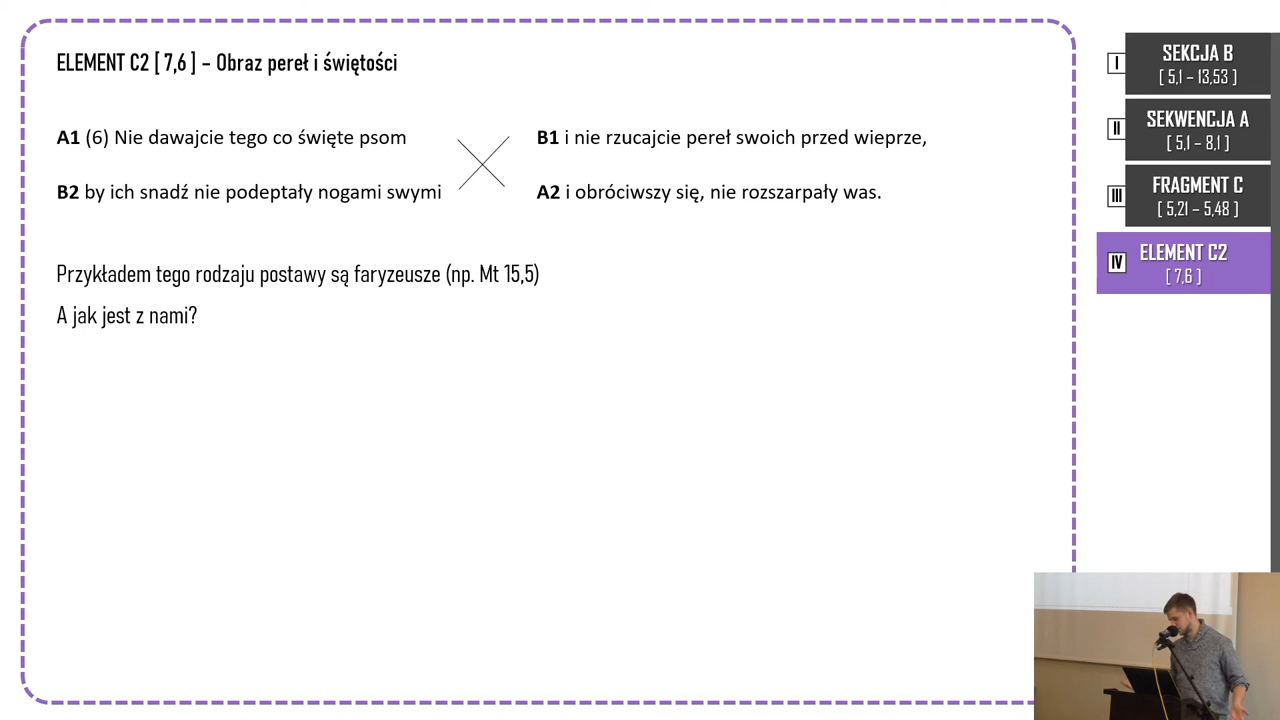 ELEMENT C2 [ 7,6 ] – Obraz pereł i świętości
A1 (6) Nie dawajcie tego co święte psom
B1 i nie rzucajcie pereł swoich przed wieprze,
B2 by ich snadź nie podeptały nogami swymi
A2 i obróciwszy się, nie rozszarpały was.
Przykładem tego rodzaju postawy są faryzeusze (np. Mt 15,5)
A jak jest z nami?
I
SEKCJA B
[ 5,1 – 13,53 ]
II
SEKWENCJA A
[ 5,1 – 8,1 ]
III
FRAGMENT C
[ 5,21 – 5,48 ]
IV
ELEMENT C2
[ 7,6 ]